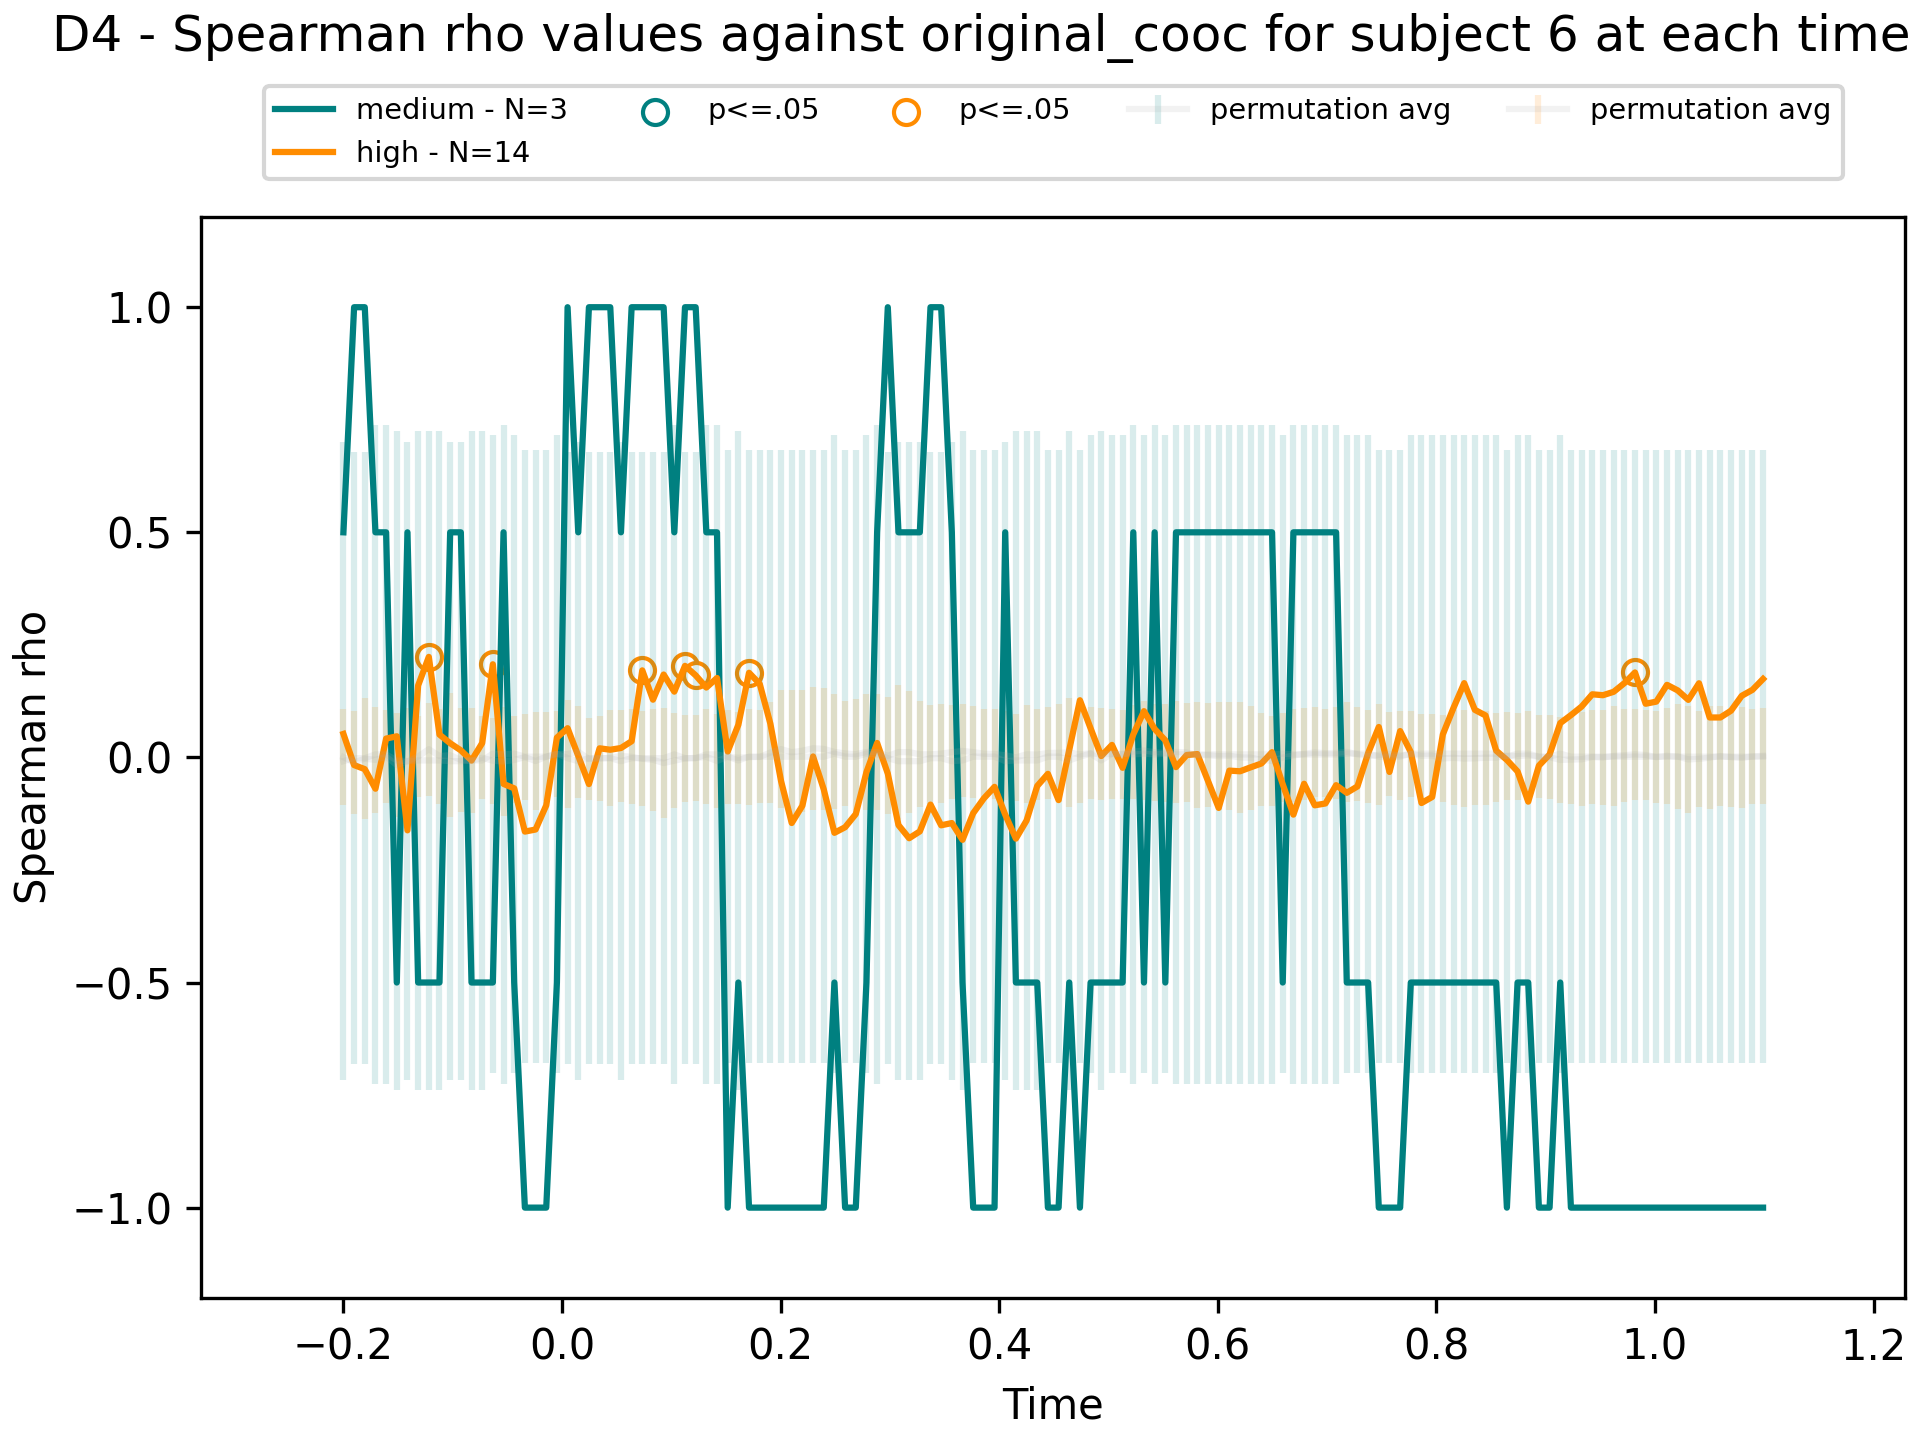 D4 - Spearman rho values against original_cooc for subject 6 at each time
medium - N=3
high - N=14
p<=.05
p<=.05
permutation avg
permutation avg
Spearman rho
1.0
0.5
0.0
−0.5
−1.0
−0.2 0.0 0.2 0.4 0.6 0.8 1.0 1.2
Time